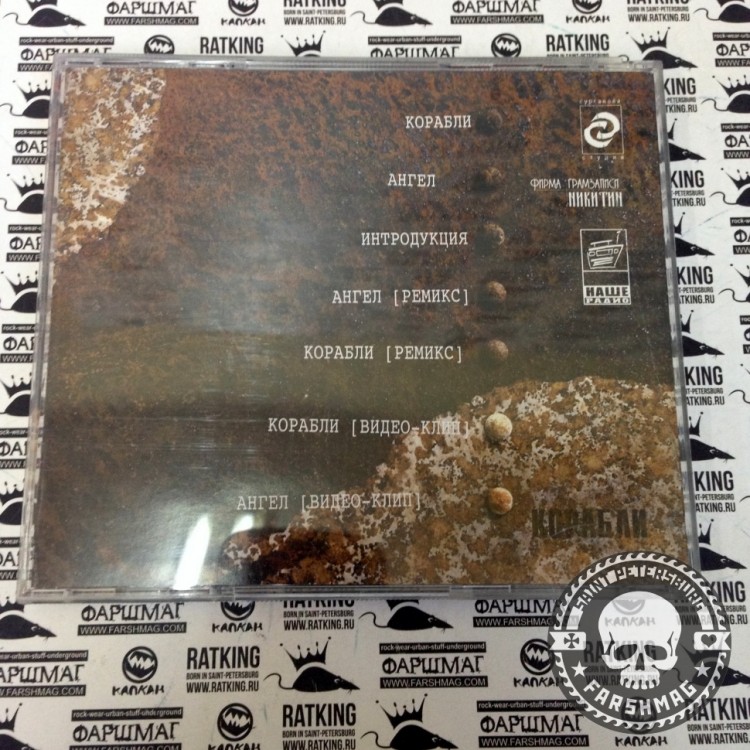 КОРАБЛИ
АНГЕЛ
ИНТРОДУКЦИЯ
АНГЕЛ [РЕМИКС]
КОРАБЛИ [РЕМИКС]
КОРАБЛИ [ВИДЕО-КЛИП]
АНГЕЛ [ВИДЕО-КЛИП]
студия
ФИРМА ГРАМЗАПИСИ
НИКИТИН
НАШЕ
РАДИО
КОРАБЛИ
SAINT PETERSBURG
FARSHMAG
rock-wear-urban-stuff-underground
ФАРШМАГ
WWW.FARSHMAG.COM
КАПКАН
RATKING
BORN IN SAINT-PETERSBURG
WWW.RATKING.RU